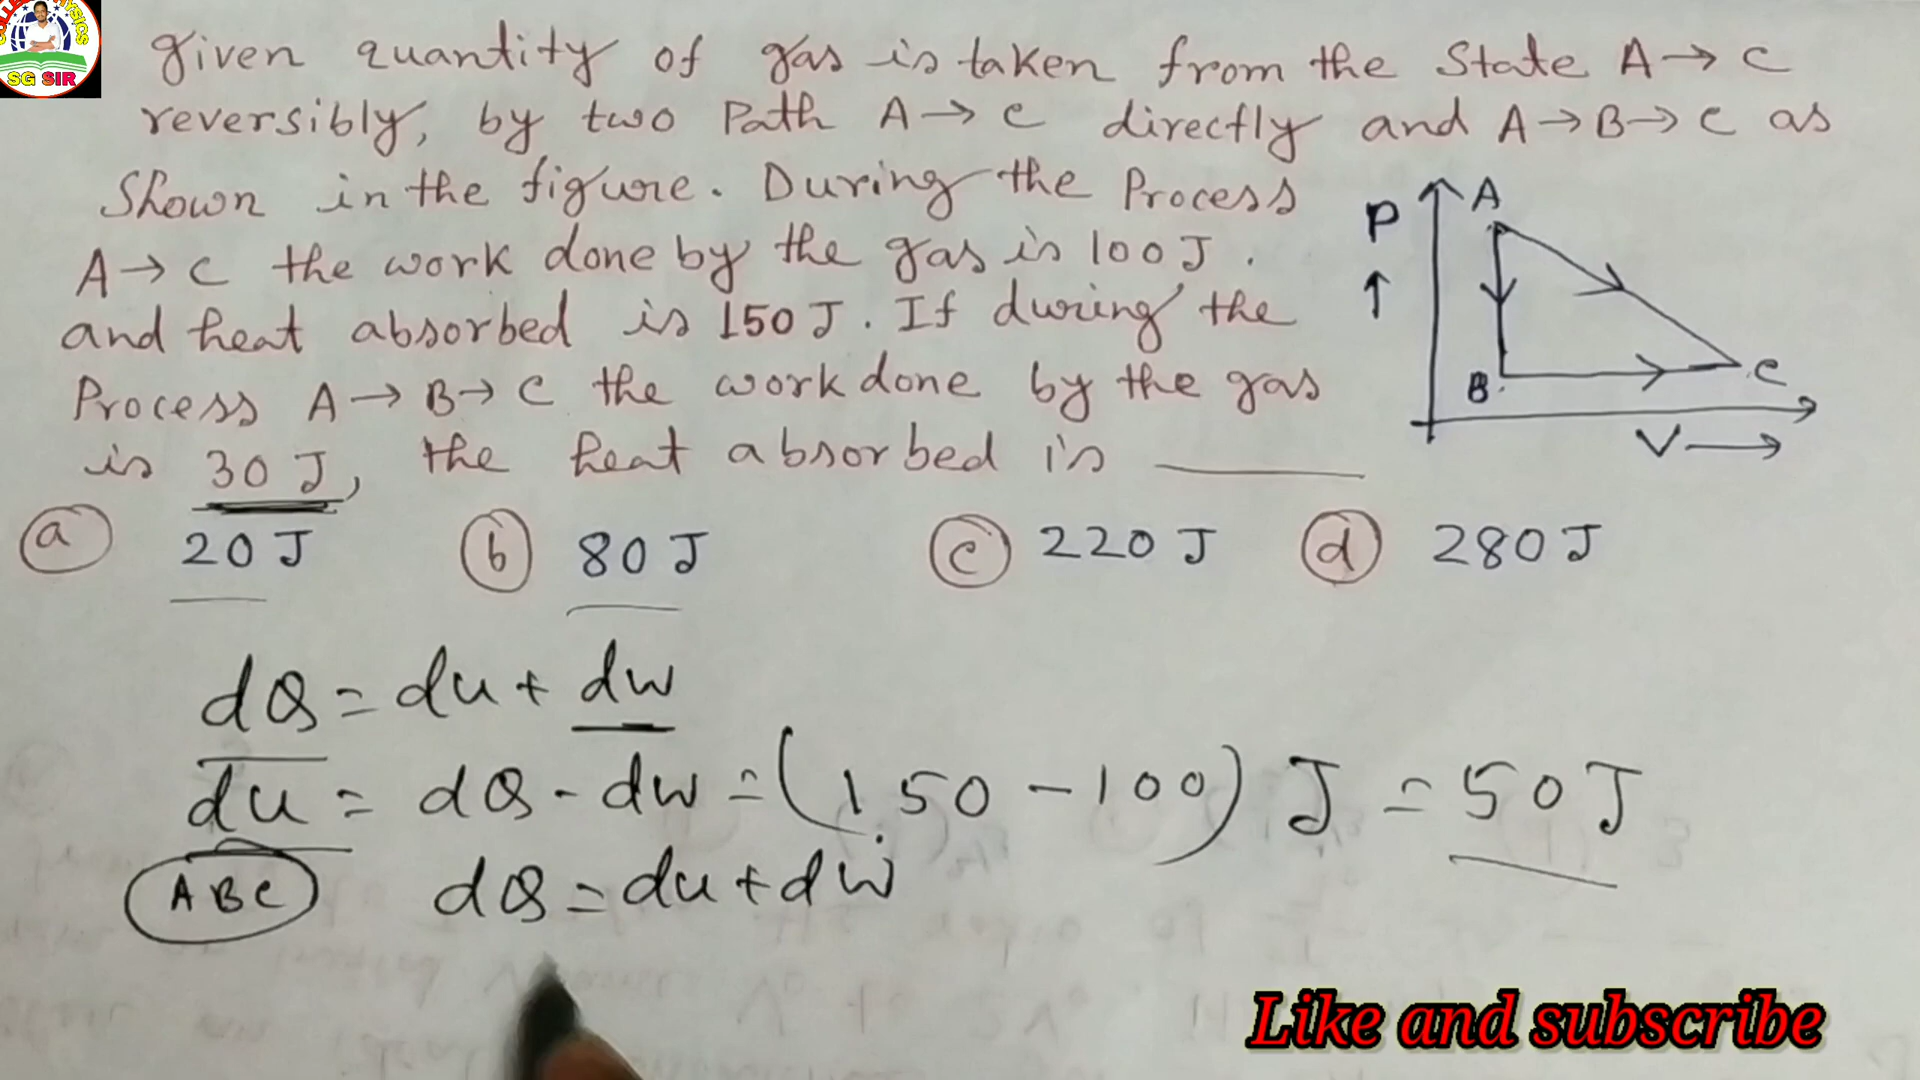 SG SIR
given quantity of gas is taken from the State A → C
reversibly, by two Path A → C directly and A → B → C as
Shown in the figure. During the Process
A → C the work done by the gas is 100 J.
and heat absorbed is 150 J. If during the
Process A → B → C the workdone by the gas
is 30 J, the heat absorbed is ______
P ↑
A
B
C
V →
(a) 20 J (b) 80 J (c) 220 J (d) 280 J
dQ = du + dw
du = dQ - dw = (150 - 100) J = 50 J
ABC dQ = du + dw
Like and subscribe